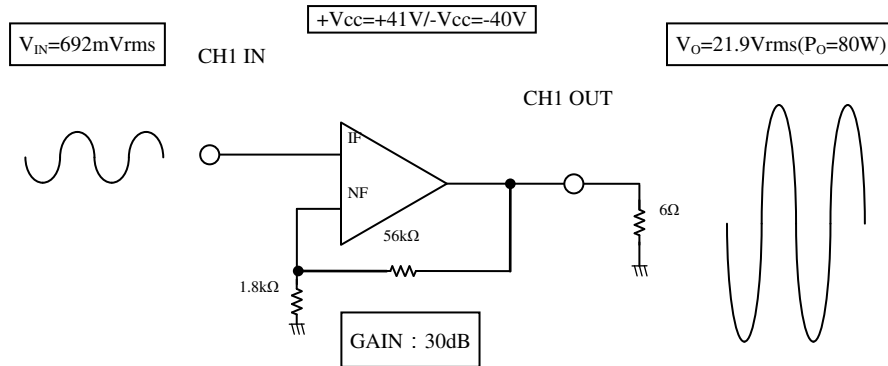 +Vcc=+41V/-Vcc=-40V
VIN=692mVrms
VO=21.9Vrms(PO=80W)
CH1 IN
CH1 OUT
IF
NF
56kΩ
6Ω
1.8kΩ
GAIN：30dB